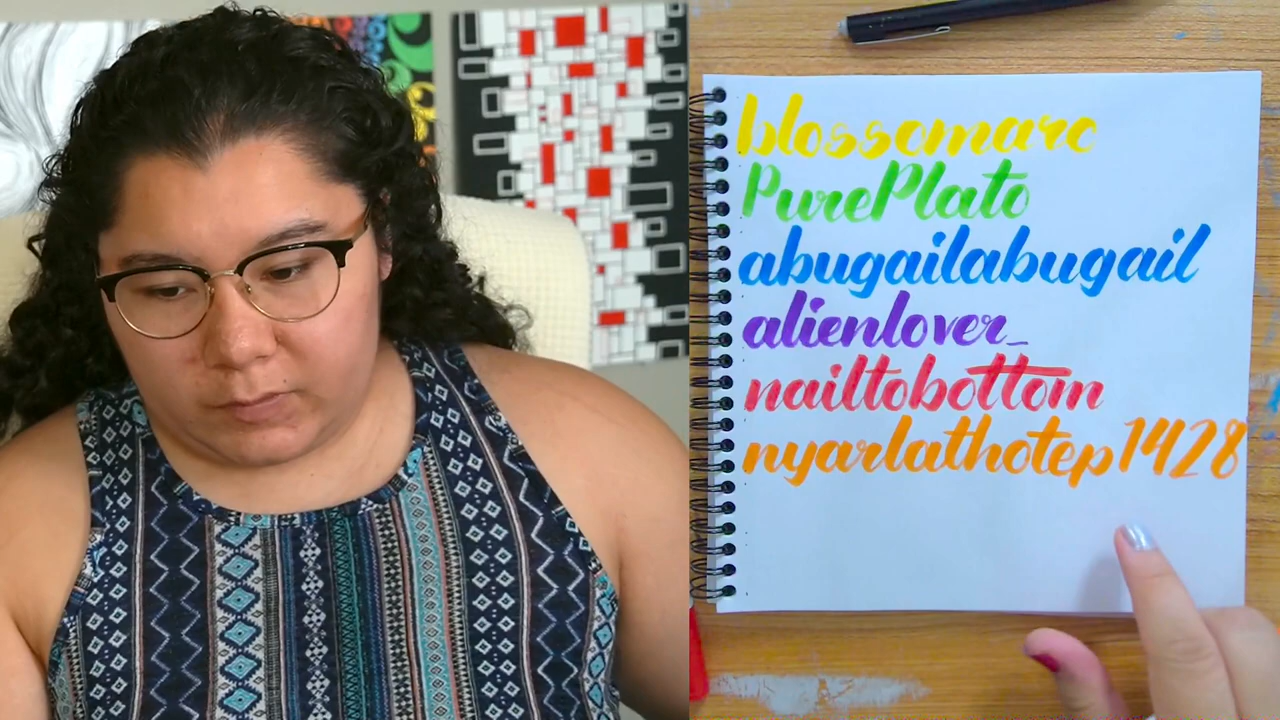 blossomarc
PurePlato
abugailabugail
alienlover_
nailtobottom
nyarlathotep1428